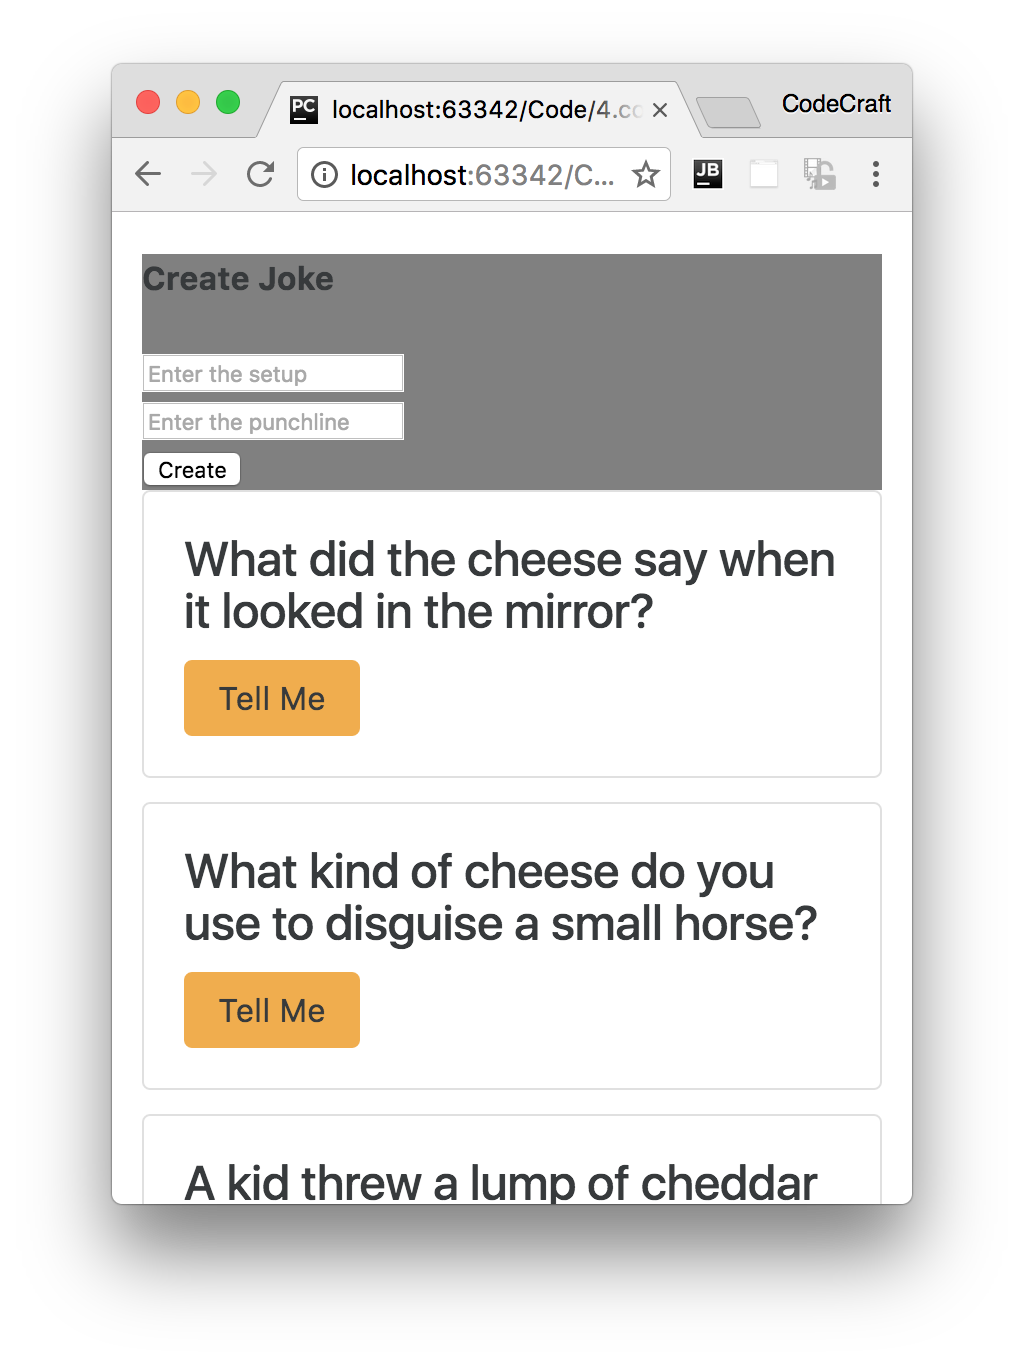 PC
localhost:63342/Code/4.co
CodeCraft
localhost:63342/C...
JB
Create Joke
Enter the setup
Enter the punchline
Create
What did the cheese say when
it looked in the mirror?
Tell Me
What kind of cheese do you
use to disguise a small horse?
Tell Me
A kid threw a lump of cheddar